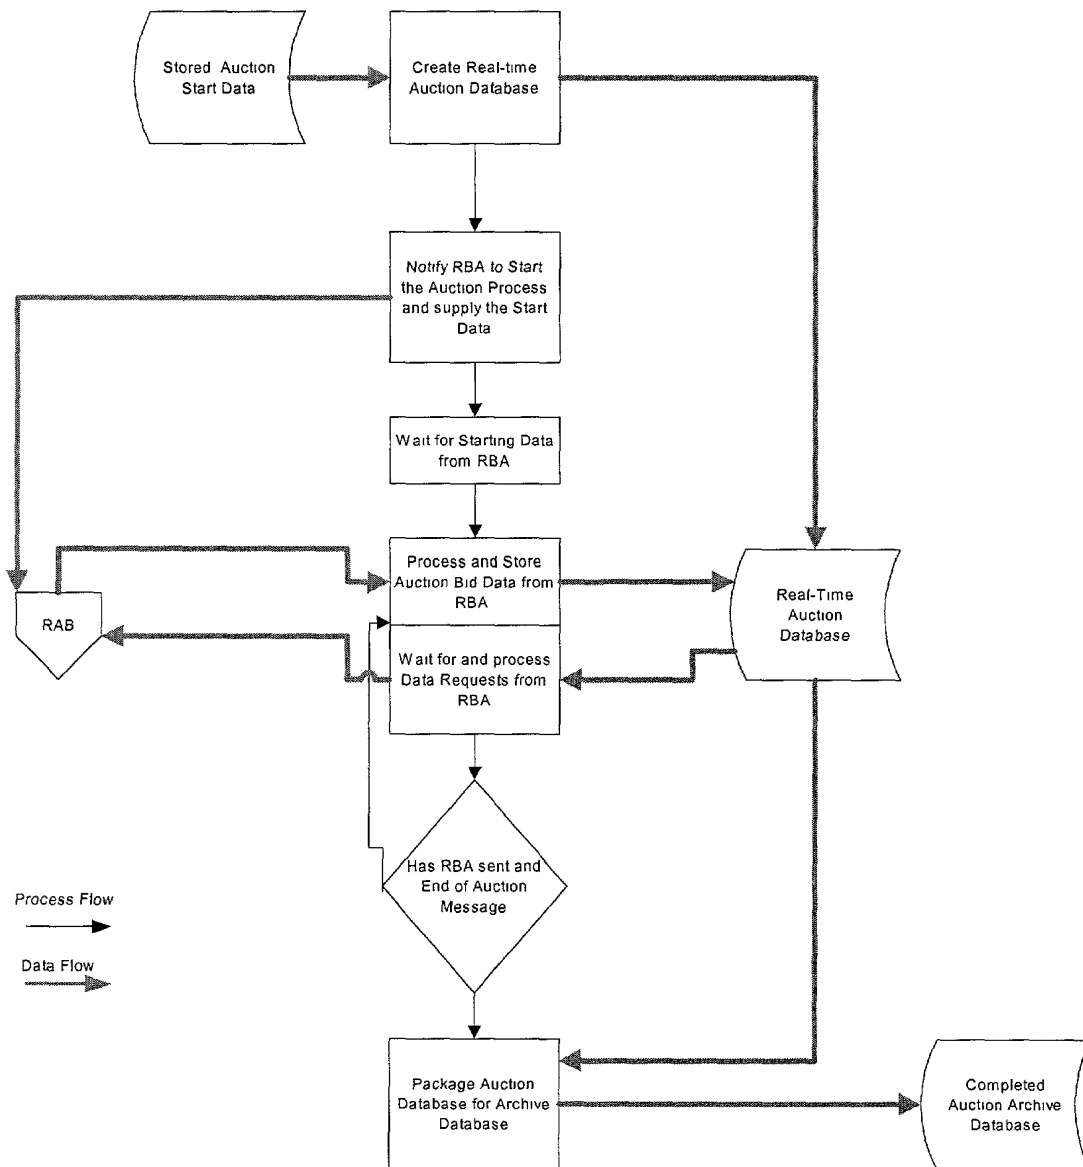 Stored Auction
Start Data
Create Real-time
Auction Database
Notify RBA to Start
the Auction Process
and supply the Start
Data
Wait for Starting Data
from RBA
Process and Store
Auction Bid Data from
RBA
RAB
Real-Time
Auction
Database
Wait for and process
Data Requests from
RBA
Has RBA sent and
End of Auction
Message
Process Flow
Data Flow
Package Auction
Database for Archive
Database
Completed
Auction Archive
Database